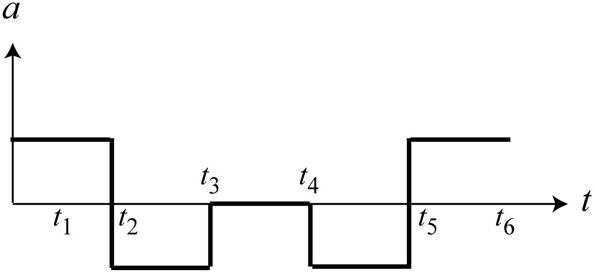 a
t₃ t₄
t₁ t₂ t₅ t₆ t